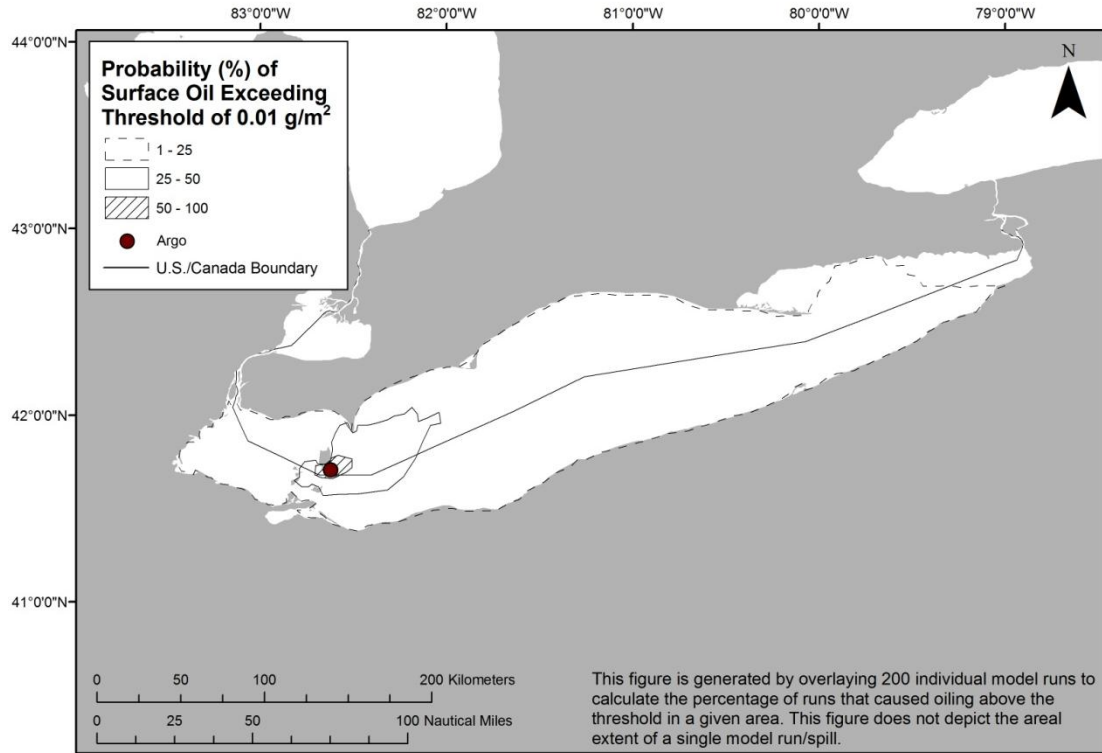 83°0'0"W 82°0'0"W 81°0'0"W 80°0'0"W 79°0'0"W
44°0'0"N
43°0'0"N
42°0'0"N
41°0'0"N
N
Probability (%) of
Surface Oil Exceeding
Threshold of 0.01 g/m²
1 - 25
25 - 50
50 - 100
Argo
U.S./Canada Boundary
0 50 100 200 Kilometers
0 25 50 100 Nautical Miles
This figure is generated by overlaying 200 individual model runs to
calculate the percentage of runs that caused oiling above the
threshold in a given area. This figure does not depict the areal
extent of a single model run/spill.